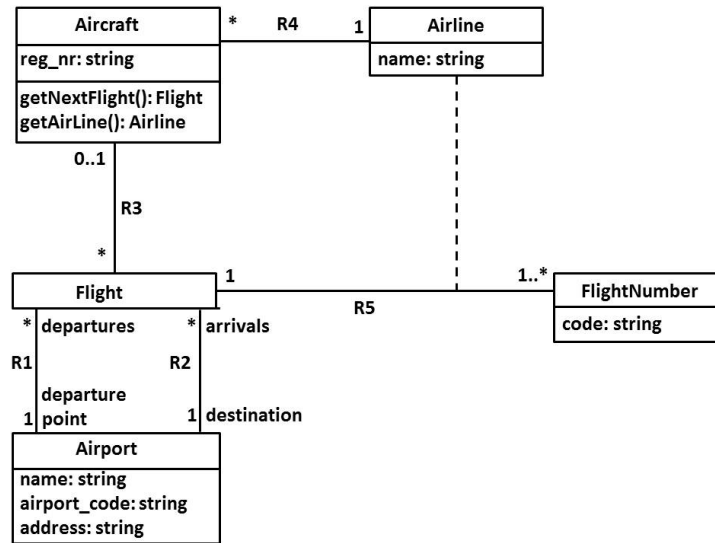 Aircraft
reg_nr: string
getNextFlight(): Flight
getAirLine(): Airline
*
R4
1
Airline
name: string
0..1
R3
*
Flight
1
R5
1..*
FlightNumber
code: string
* departures
* arrivals
R1
R2
departure
1 point
1 destination
Airport
name: string
airport_code: string
address: string